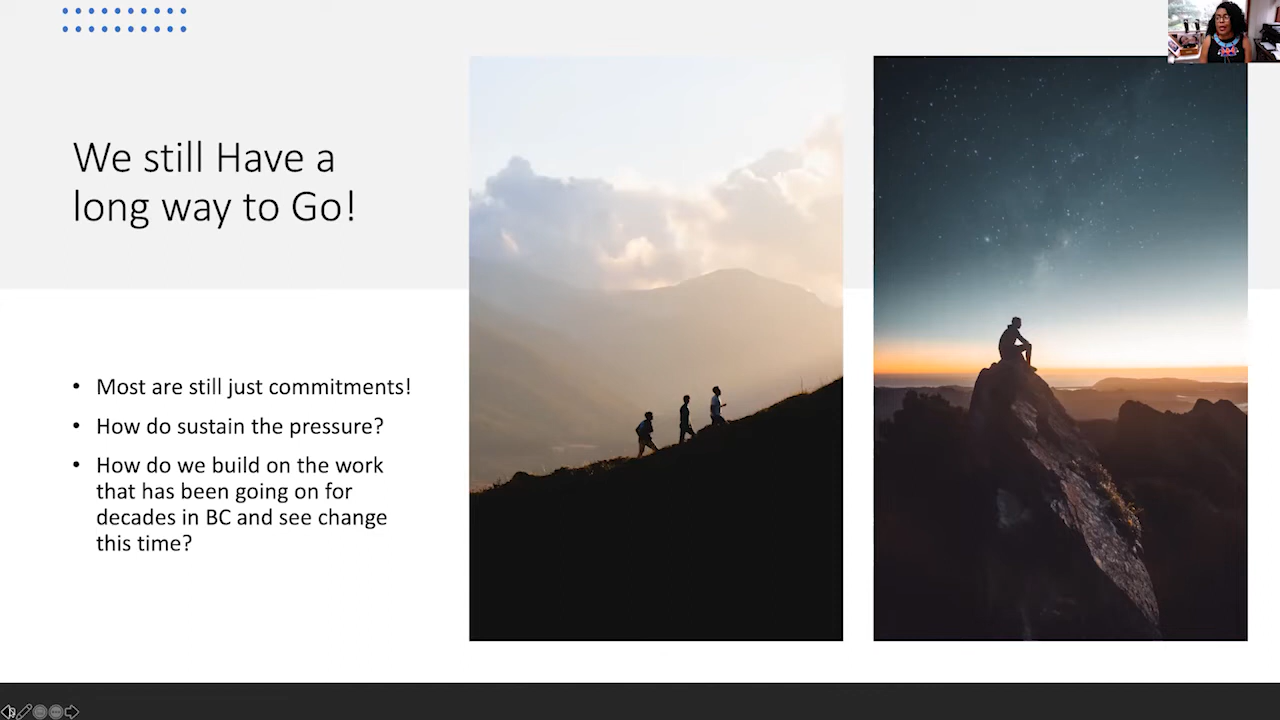 We still Have a
long way to Go!
• Most are still just commitments!
• How do sustain the pressure?
• How do we build on the work
that has been going on for
decades in BC and see change
this time?